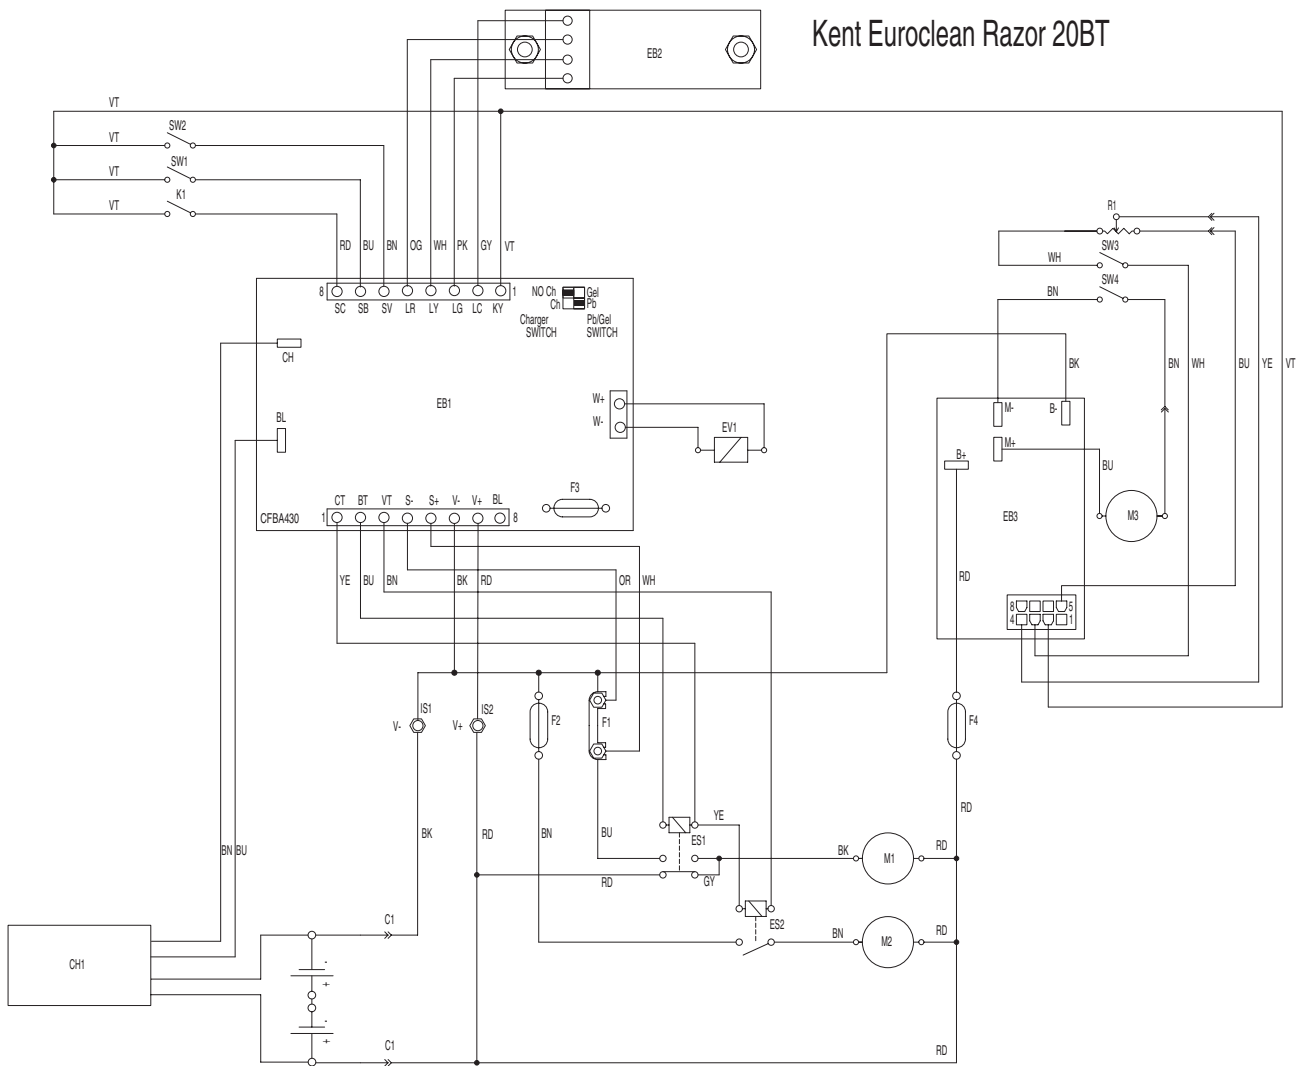 Kent Euroclean Razor 20BT
EB2
VT
SW2
VT
SW1
VT
K1
VT
R1
SW3
WH
SW4
BN
RD BU BN OG WH PK GY VT
8 1
SC SB SV LR LY LG LC KY
NO Ch Gel
Ch Pb
Charger SWITCH
Pb/Gel SWITCH
CH
BL
EB1
W+
W-
EV1
F3
CT BT VT S- S+ V- V+ BL
CFBA430 1 8
BK BN WH BU YE VT
M- B-
M+
B+
BU
M3
EB3
RD
8 5
4 1
YE BU BN BK RD OR WH
V- IS1
V+ IS2
F2
F1
F4
BK RD BN BU RD
ES1
YE
RD GY
BK M1 RD
ES2
BN M2 RD
BN BU
CH1
C1
-
+
-
+
C1
RD